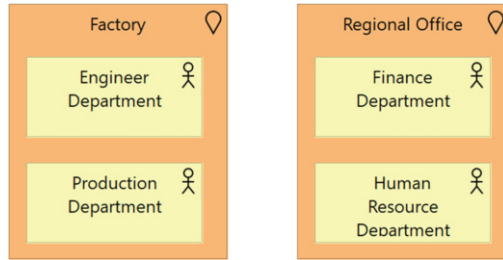 Factory
Engineer
Department
Production
Department
Regional Office
Finance
Department
Human
Resource
Department